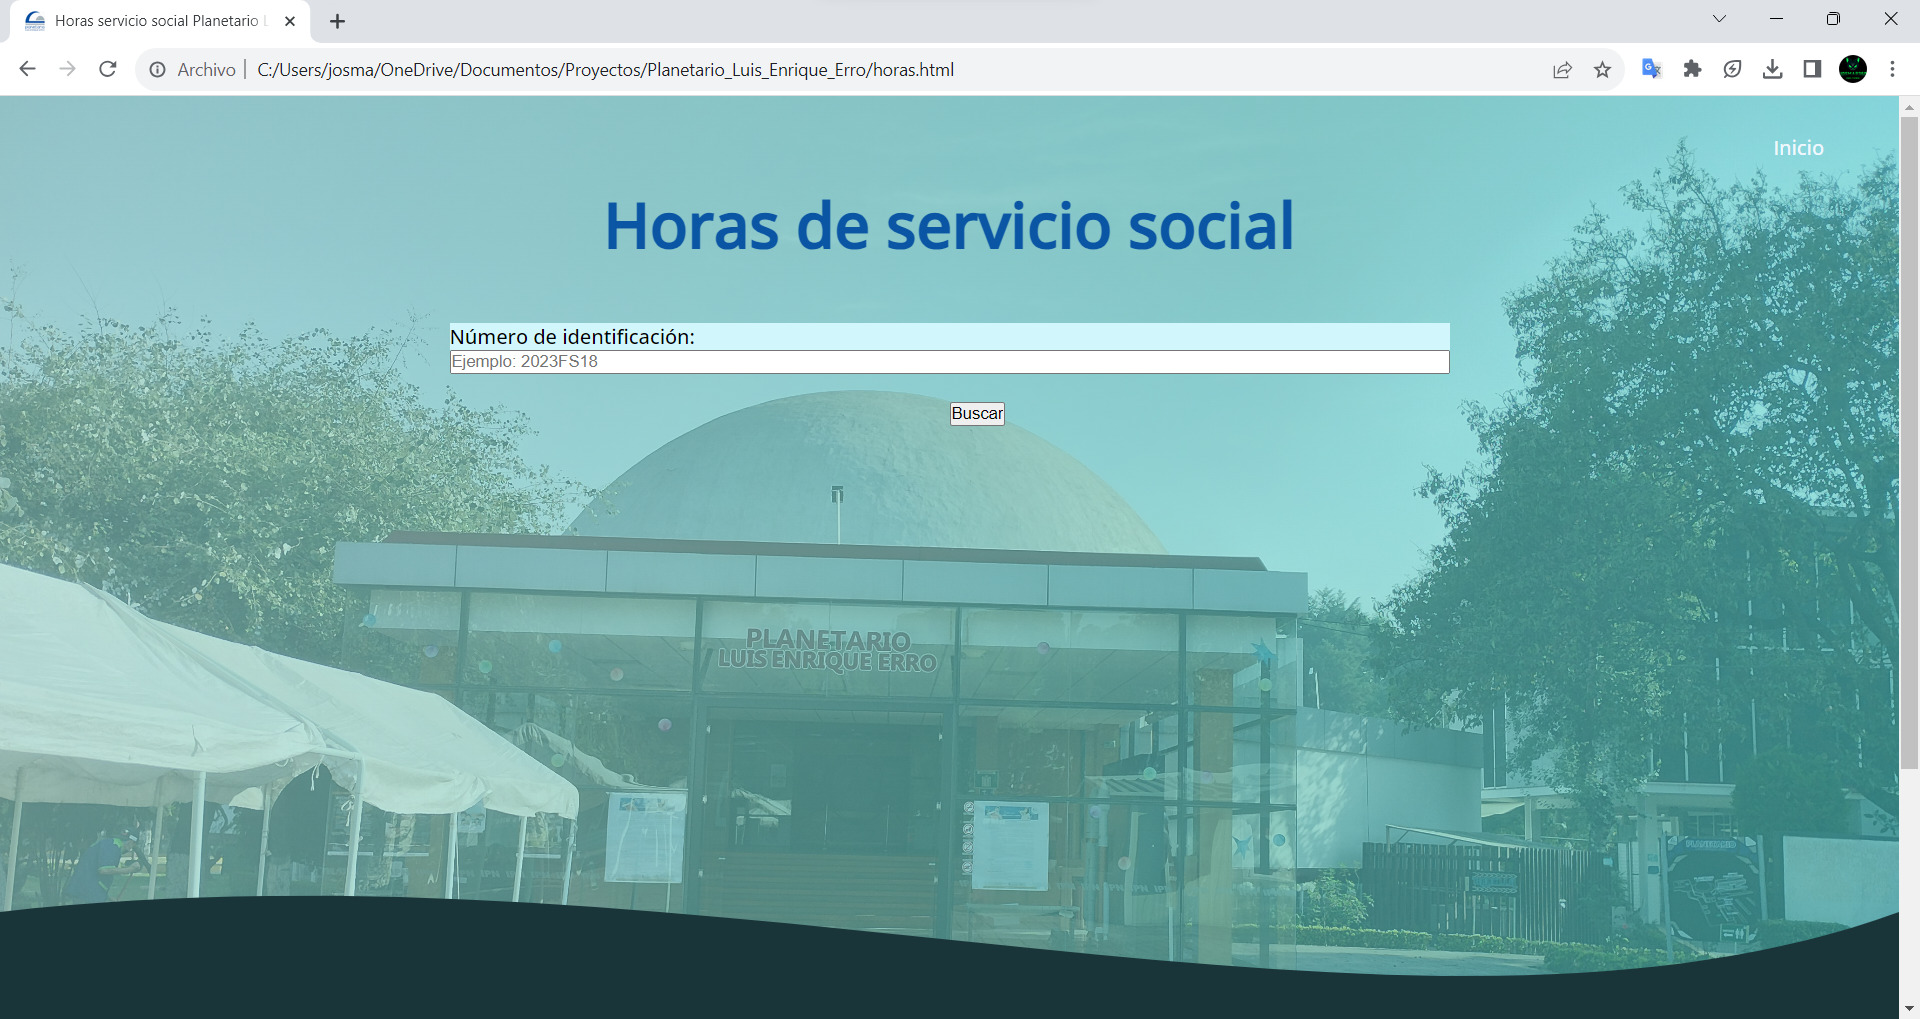 Horas servicio social Planetario L
Archivo | C:/Users/josma/OneDrive/Documentos/Proyectos/Planetario_Luis_Enrique_Erro/horas.html
Inicio
Horas de servicio social
Número de identificación:
Ejemplo: 2023FS18
Buscar
PLANETARIO
LUIS ENRIQUE ERRO
PLANETARIO